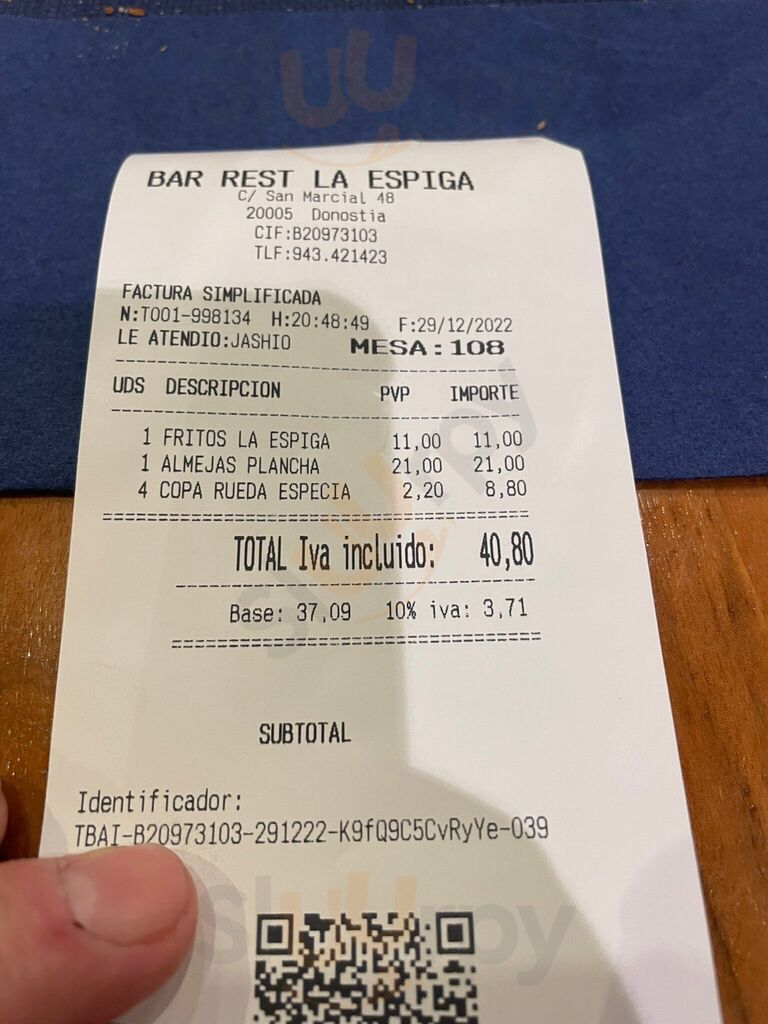 BAR REST LA ESPIGA
C/ San Marcial 48
20005 Donostia
CIF:B20973103
TLF:943.421423
FACTURA SIMPLIFICADA
N:T001-998134 H:20:48:49 F:29/12/2022
LE ATENDIO:JASHIO MESA:108
UDS DESCRIPCION PVP IMPORTE
1 FRITOS LA ESPIGA 11,00 11,00
1 ALMEJAS PLANCHA 21,00 21,00
4 COPA RUEDA ESPECIA 2,20 8,80
TOTAL Iva incluido: 40,80
Base: 37,09 10% iva: 3,71
SUBTOTAL
Identificador:
TBAI-B20973103-291222-K9fQ9C5CvRyYe-039
sluurpy